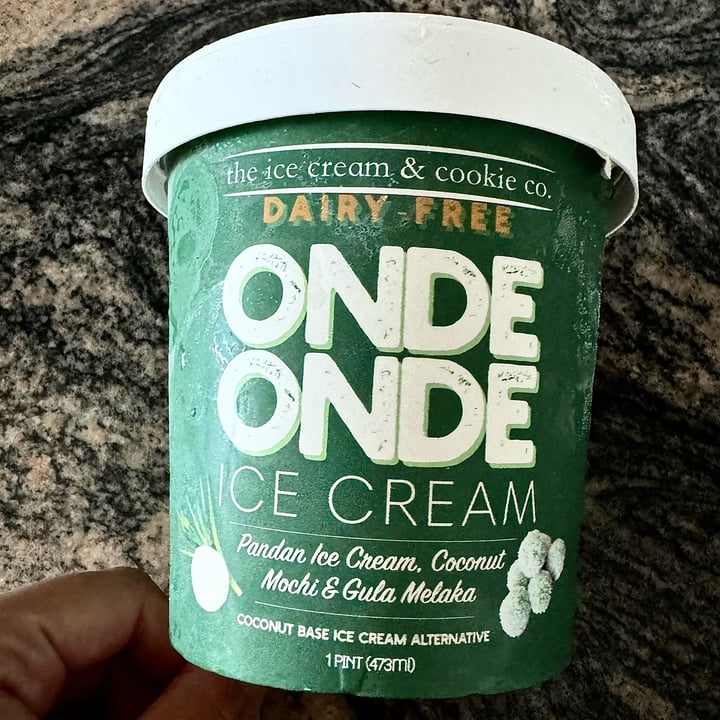 the ice cream & cookie co.
DAIRY-FREE
ONDE
ONDE
ICE CREAM
Pandan Ice Cream, Coconut
Mochi & Gula Melaka
COCONUT BASE ICE CREAM ALTERNATIVE
1 PINT (473ml)